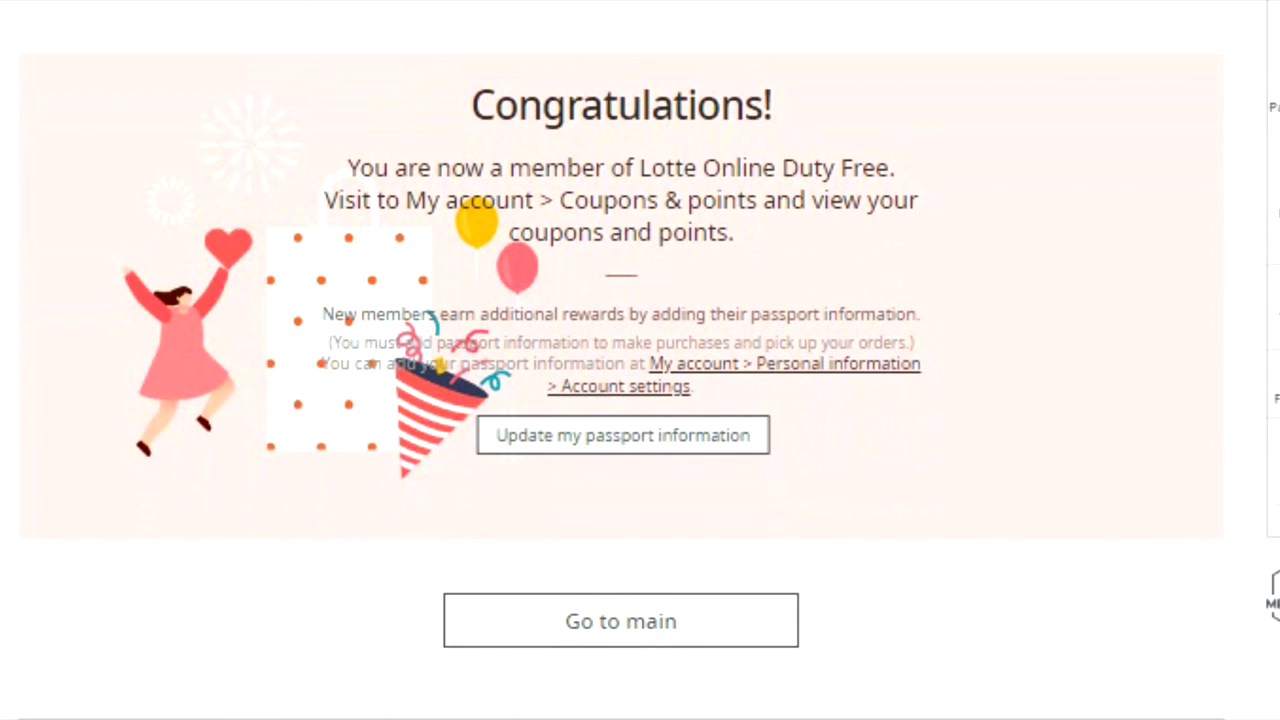 Congratulations!
You are now a member of Lotte Online Duty Free.
Visit to My account > Coupons & points and view your
coupons and points.
New members earn additional rewards by adding their passport information.
(You must add passport information to make purchases and pick up your orders.)
You can add your passport information at My account > Personal information
> Account settings.
Update my passport information
Go to main